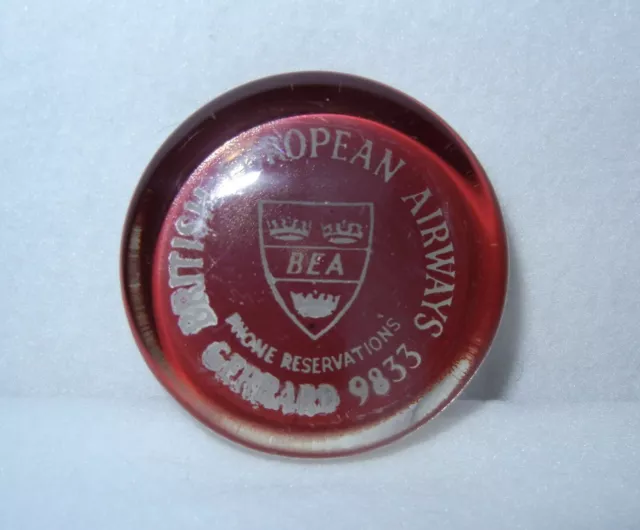 BRITISH EUROPEAN AIRWAYS
BEA
PHONE RESERVATIONS
GERRARD 9833